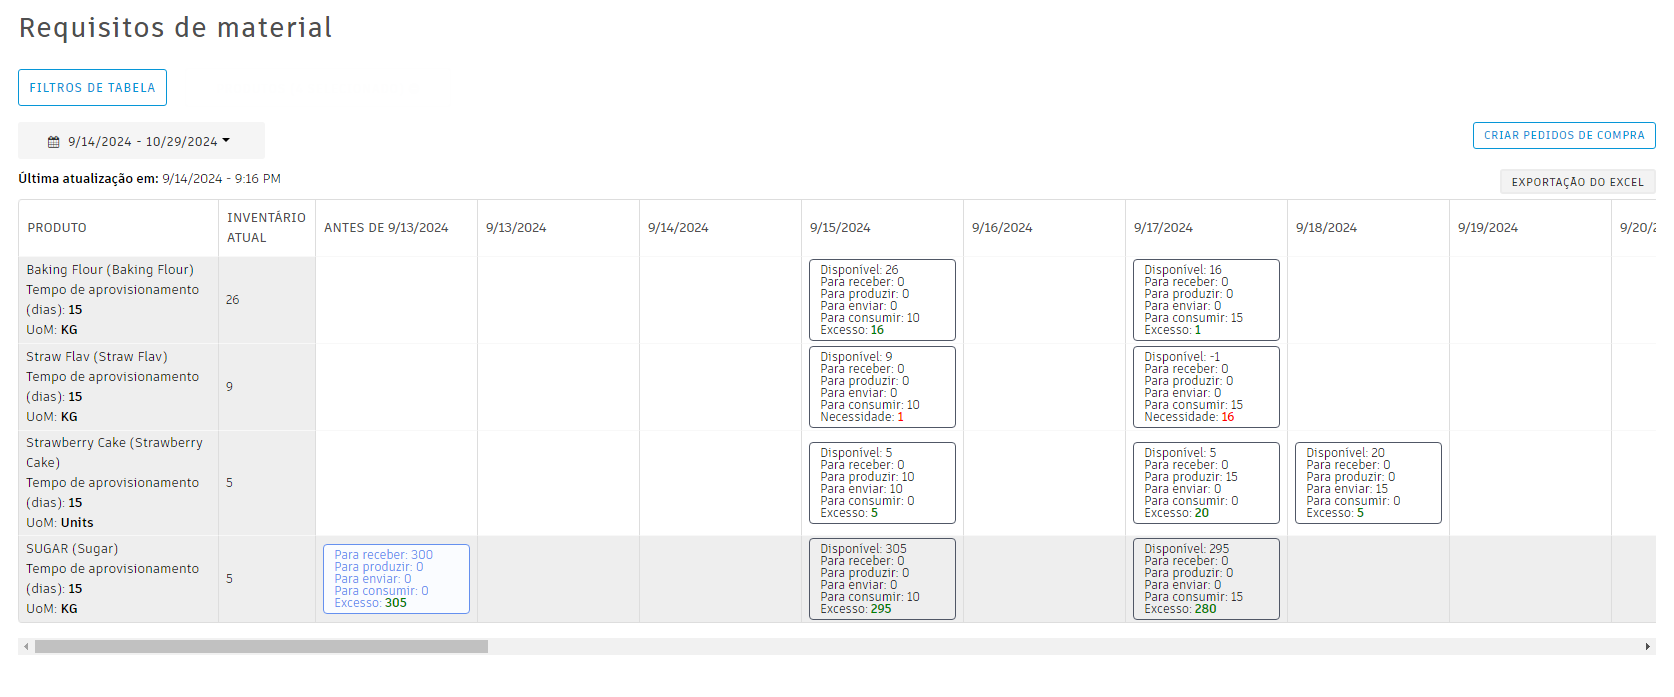 Requisitos de material
FILTROS DE TABELA
9/14/2024 - 10/29/2024
CRIAR PEDIDOS DE COMPRA
Última atualização em: 9/14/2024 - 9:16 PM
EXPORTAÇÃO DO EXCEL
PRODUTO
INVENTÁRIO
ATUAL
ANTES DE 9/13/2024
9/13/2024
9/14/2024
9/15/2024
9/16/2024
9/17/2024
9/18/2024
9/19/2024
9/20/2
Baking Flour (Baking Flour)
Tempo de aprovisionamento
(dias): 15
UoM: KG
26
Disponível: 26
Para receber: 0
Para produzir: 0
Para enviar: 0
Para consumir: 10
Excesso: 16
Disponível: 16
Para receber: 0
Para produzir: 0
Para enviar: 0
Para consumir: 15
Excesso: 1
Straw Flav (Straw Flav)
Tempo de aprovisionamento
(dias): 15
UoM: KG
9
Disponível: 9
Para receber: 0
Para produzir: 0
Para enviar: 0
Para consumir: 10
Necessidade: 1
Disponível: -1
Para receber: 0
Para produzir: 0
Para enviar: 0
Para consumir: 15
Necessidade: 16
Strawberry Cake (Strawberry
Cake)
Tempo de aprovisionamento
(dias): 15
UoM: Units
5
Disponível: 5
Para receber: 0
Para produzir: 10
Para enviar: 10
Para consumir: 0
Excesso: 5
Disponível: 5
Para receber: 0
Para produzir: 15
Para enviar: 0
Para consumir: 0
Excesso: 20
Disponível: 20
Para receber: 0
Para produzir: 0
Para enviar: 15
Para consumir: 0
Excesso: 5
SUGAR (Sugar)
Tempo de aprovisionamento
(dias): 15
UoM: KG
5
Para receber: 300
Para produzir: 0
Para enviar: 0
Para consumir: 0
Excesso: 305
Disponível: 305
Para receber: 0
Para produzir: 0
Para enviar: 0
Para consumir: 10
Excesso: 295
Disponível: 295
Para receber: 0
Para produzir: 0
Para enviar: 0
Para consumir: 15
Excesso: 280